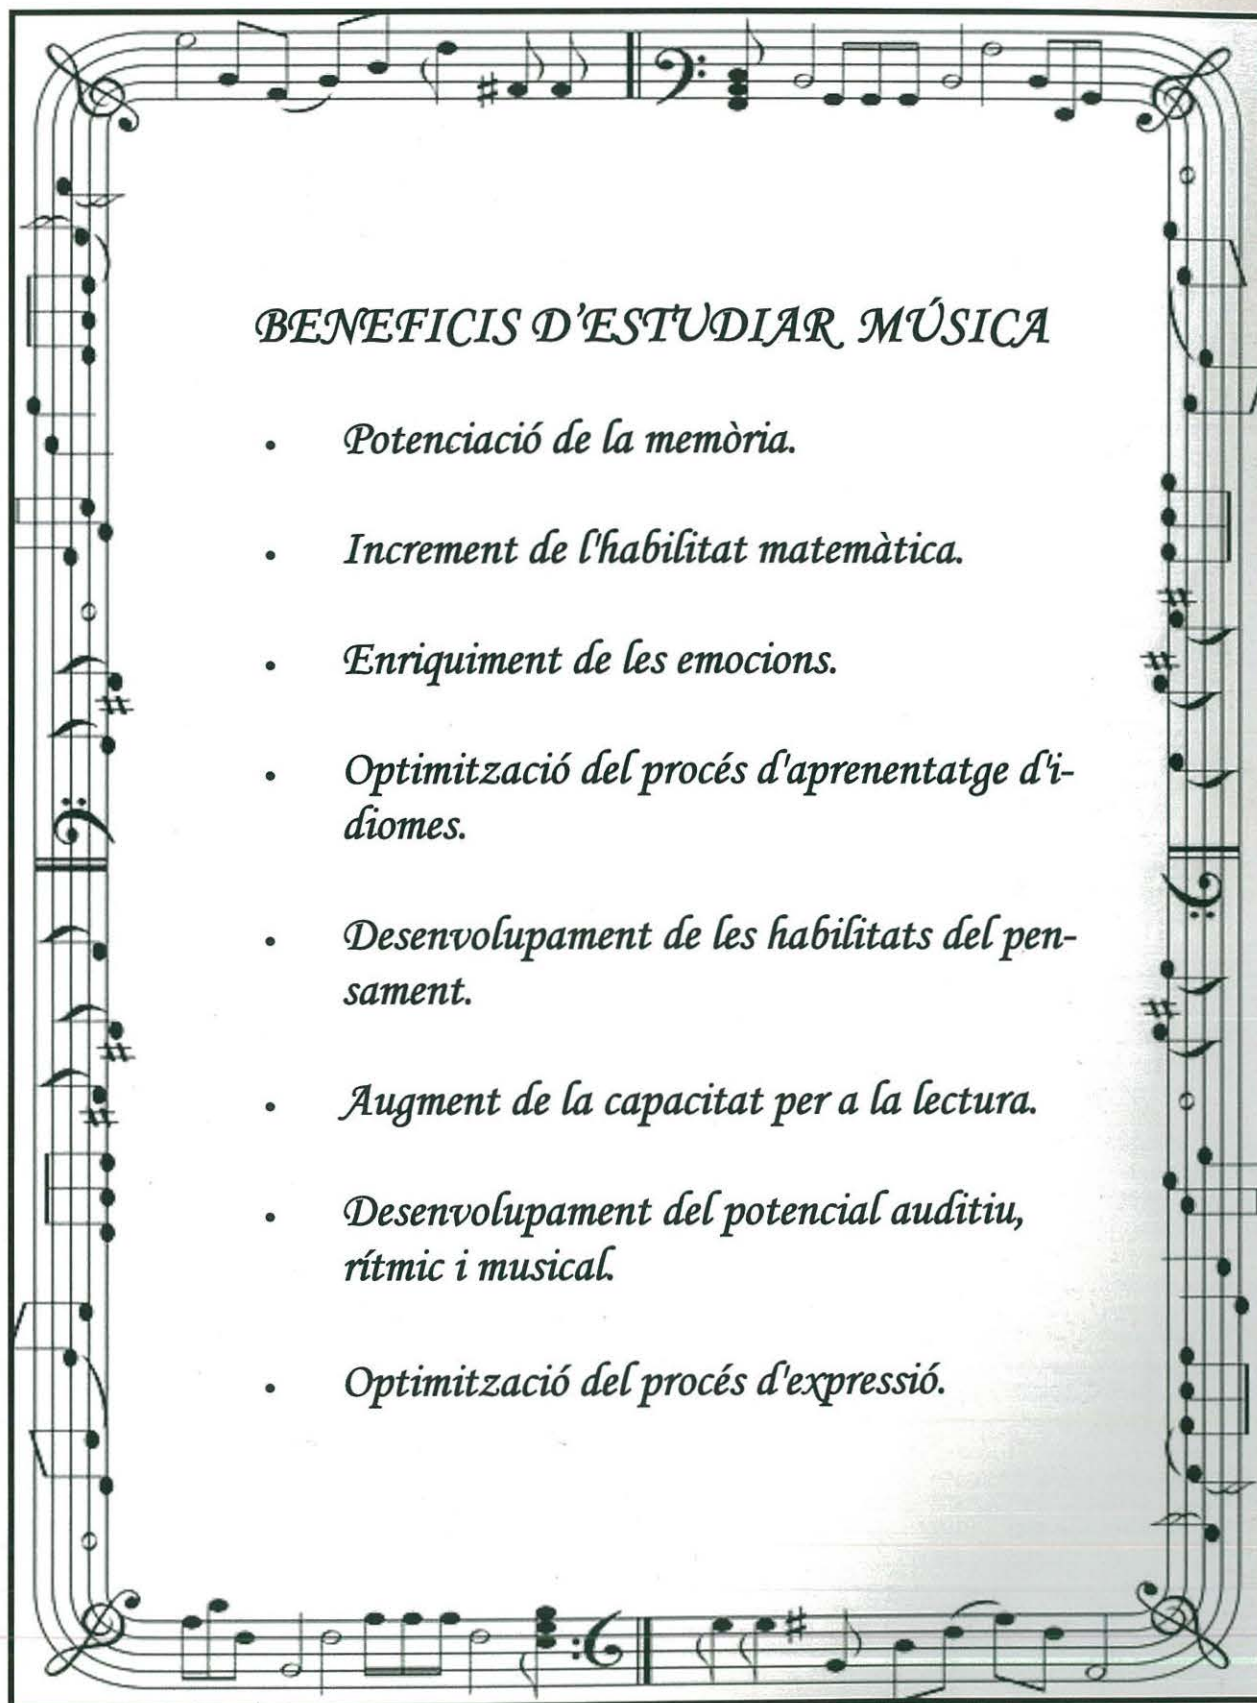 BENEFICIS D'ESTUDIAR MÚSICA
• Potenciació de la memòria.
• Increment de l'habilitat matemàtica.
• Enriquiment de les emocions.
• Optimització del procés d'aprenentatge d'i-
diomes.
• Desenvolupament de les habilitats del pen-
sament.
• Augment de la capacitat per a la lectura.
• Desenvolupament del potencial auditiu,
rítmic i musical.
• Optimització del procés d'expressió.